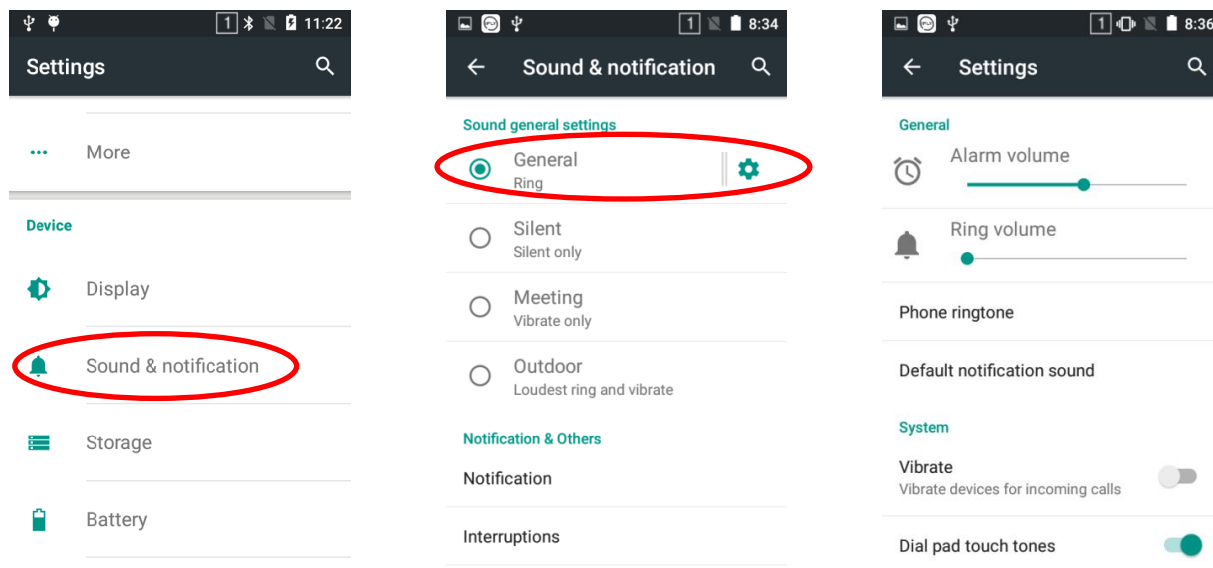 1 11:22
Settings
More
Device
Display
Sound & notification
Storage
Battery
1 8:34
Sound & notification
Sound general settings
General
Ring
Silent
Silent only
Meeting
Vibrate only
Outdoor
Loudest ring and vibrate
Notification & Others
Notification
Interruptions
1 8:36
Settings
General
Alarm volume
Ring volume
Phone ringtone
Default notification sound
System
Vibrate
Vibrate devices for incoming calls
Dial pad touch tones